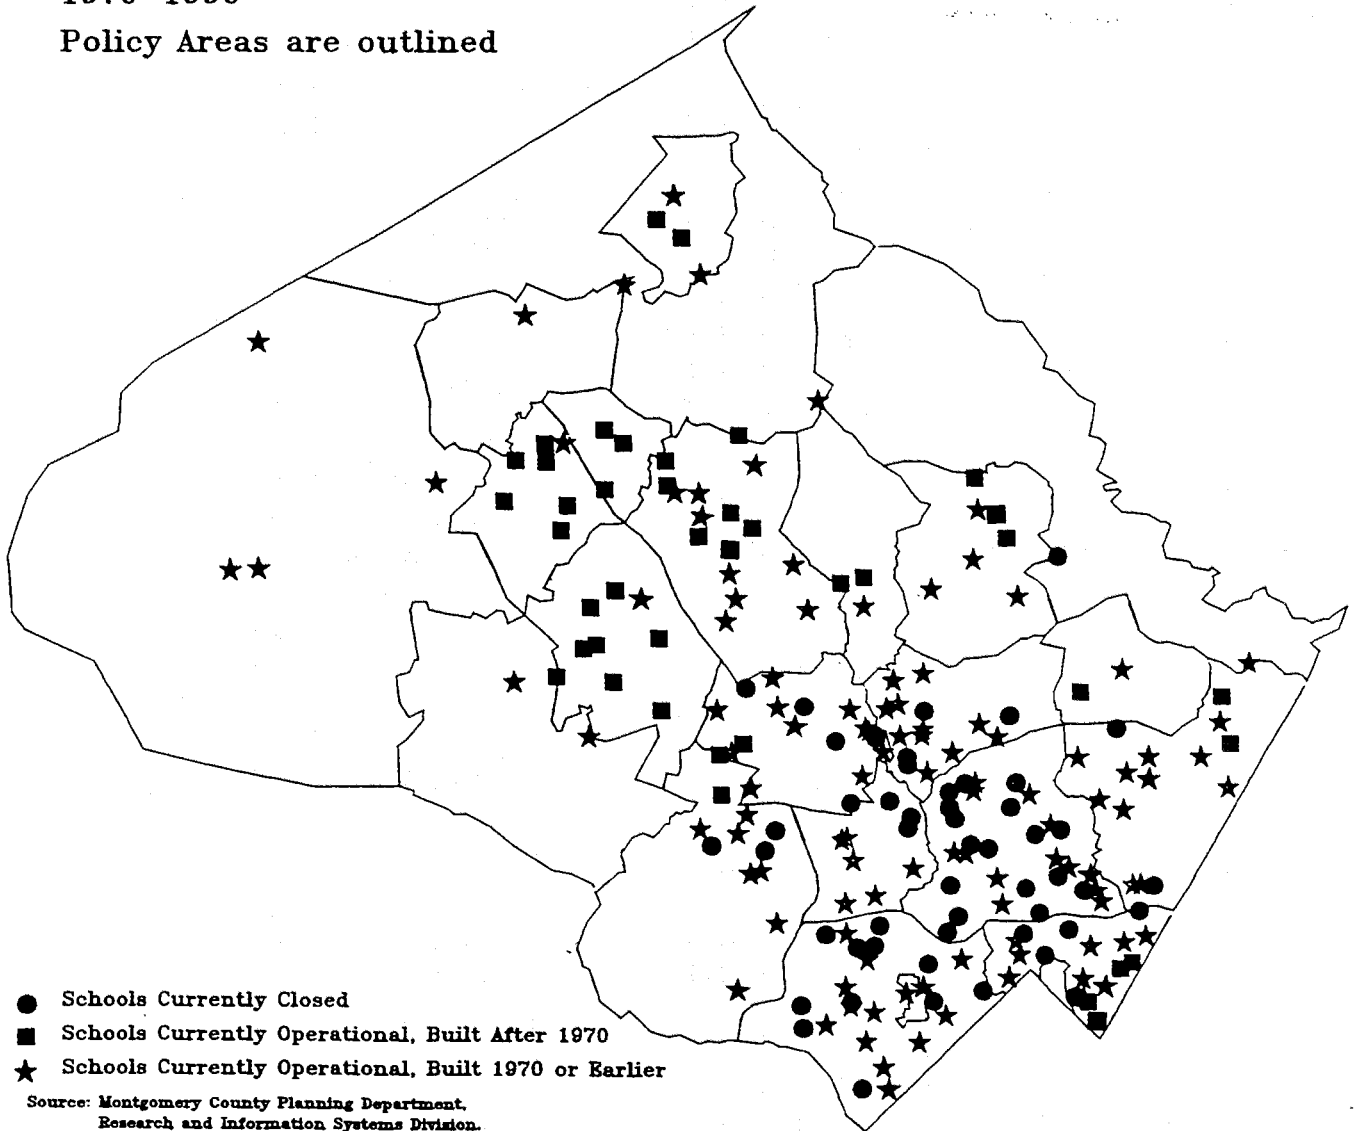 Policy Areas are outlined
Schools Currently Closed
Schools Currently Operational, Built After 1970
Schools Currently Operational, Built 1970 or Earlier
Source: Montgomery County Planning Department,
Research and Information Systems Division.